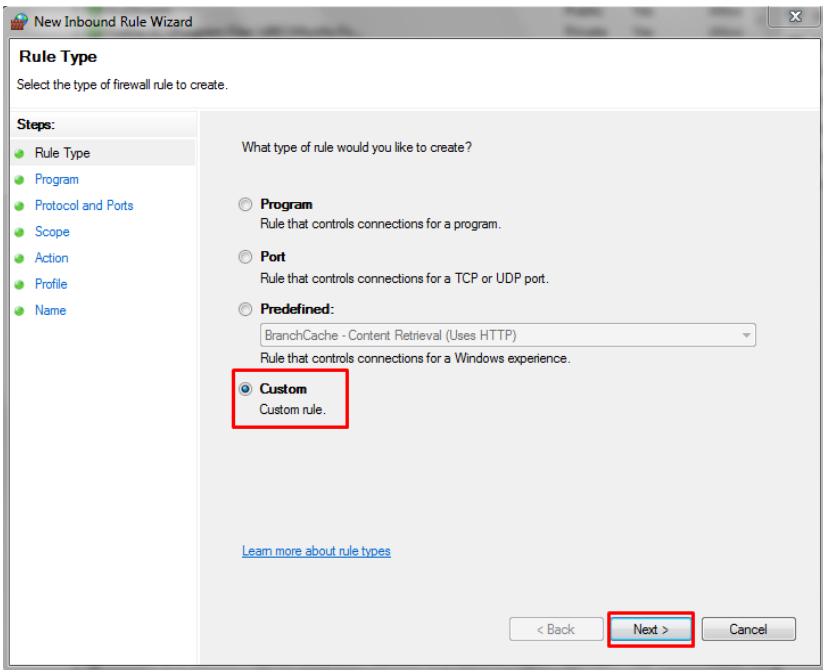 New Inbound Rule Wizard
Rule Type
Select the type of firewall rule to create.
Steps:
Rule Type
Program
Protocol and Ports
Scope
Action
Profile
Name
What type of rule would you like to create?
Program
Rule that controls connections for a program.
Port
Rule that controls connections for a TCP or UDP port.
Predefined:
BranchCache - Content Retrieval (Uses HTTP)
Rule that controls connections for a Windows experience.
Custom
Custom rule.
Learn more about rule types
< Back Next > Cancel